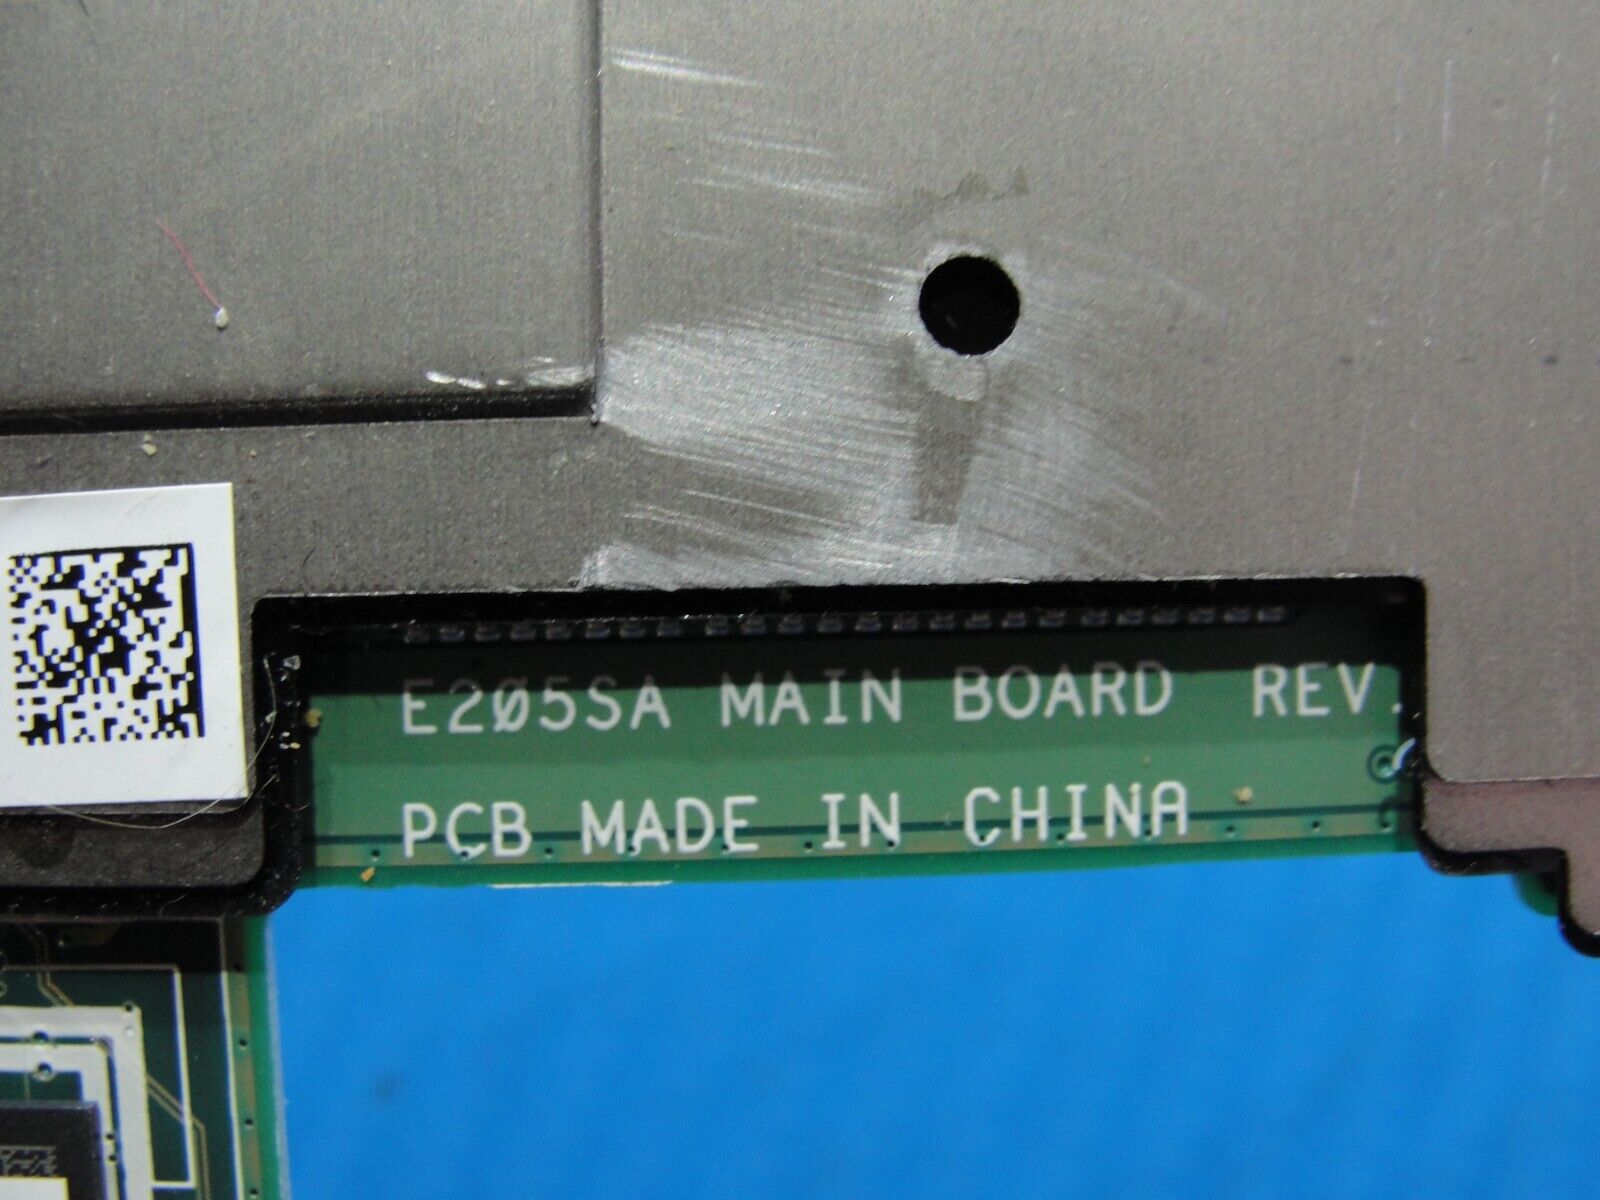 E205SA MAIN BOARD REV.
PCB MADE IN CHINA